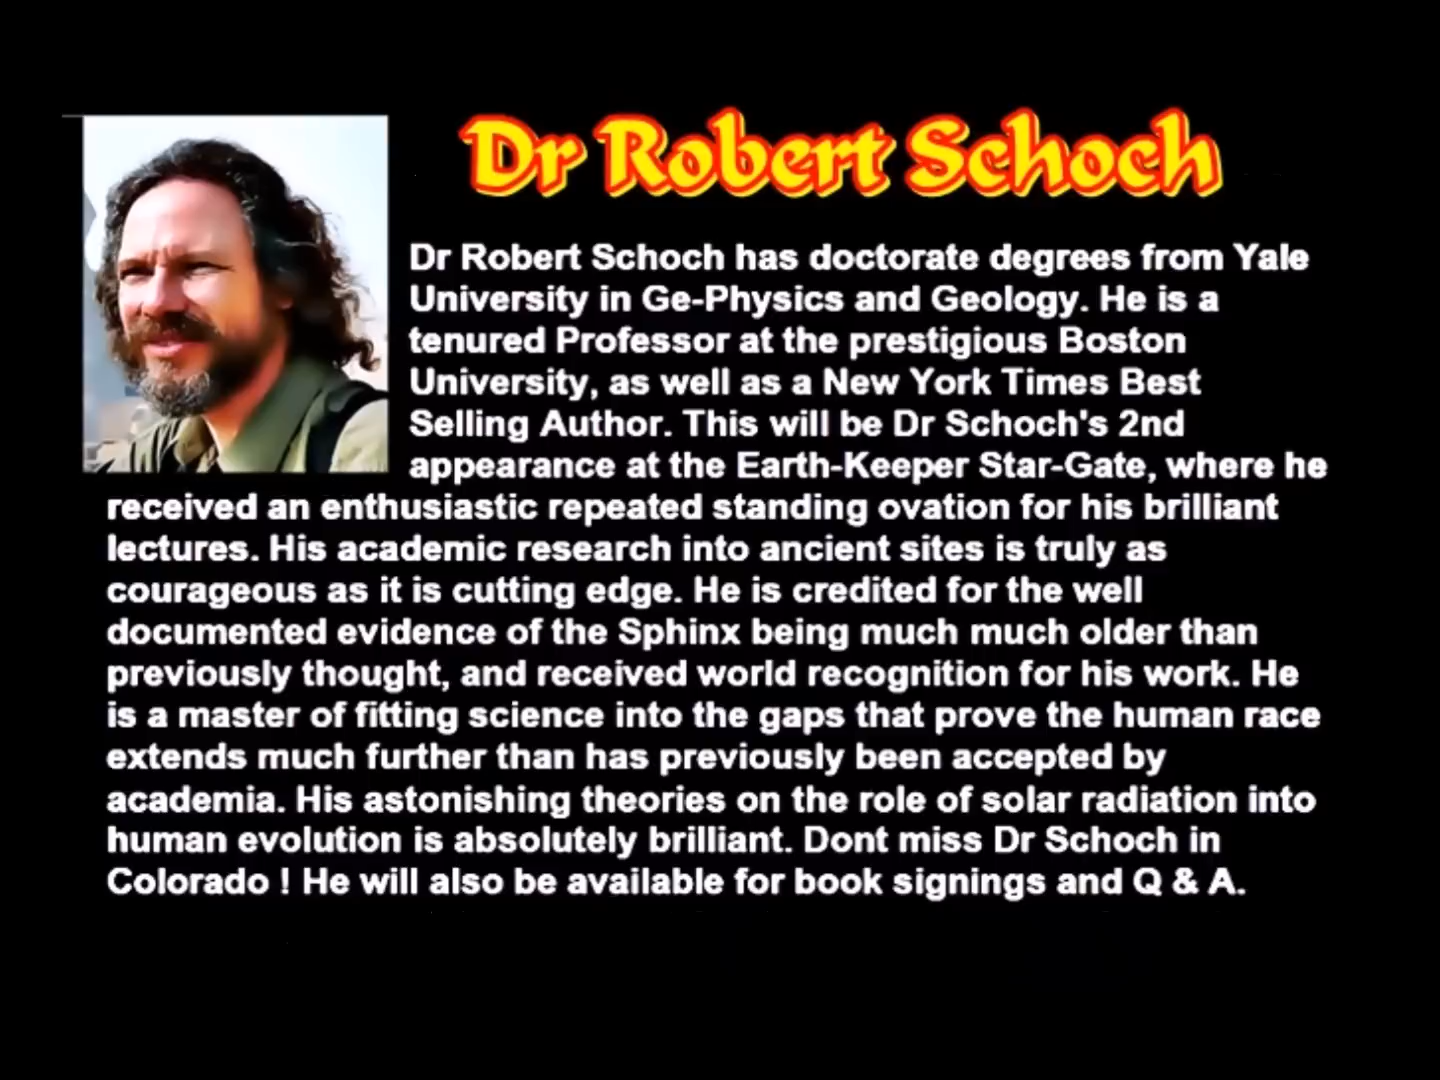 Dr Robert Schoch
Dr Robert Schoch has doctorate degrees from Yale
University in Ge-Physics and Geology. He is a
tenured Professor at the prestigious Boston
University, as well as a New York Times Best
Selling Author. This will be Dr Schoch's 2nd
appearance at the Earth-Keeper Star-Gate, where he
received an enthusiastic repeated standing ovation for his brilliant
lectures. His academic research into ancient sites is truly as
courageous as it is cutting edge. He is credited for the well
documented evidence of the Sphinx being much much older than
previously thought, and received world recognition for his work. He
is a master of fitting science into the gaps that prove the human race
extends much further than has previously been accepted by
academia. His astonishing theories on the role of solar radiation into
human evolution is absolutely brilliant. Dont miss Dr Schoch in
Colorado ! He will also be available for book signings and Q & A.